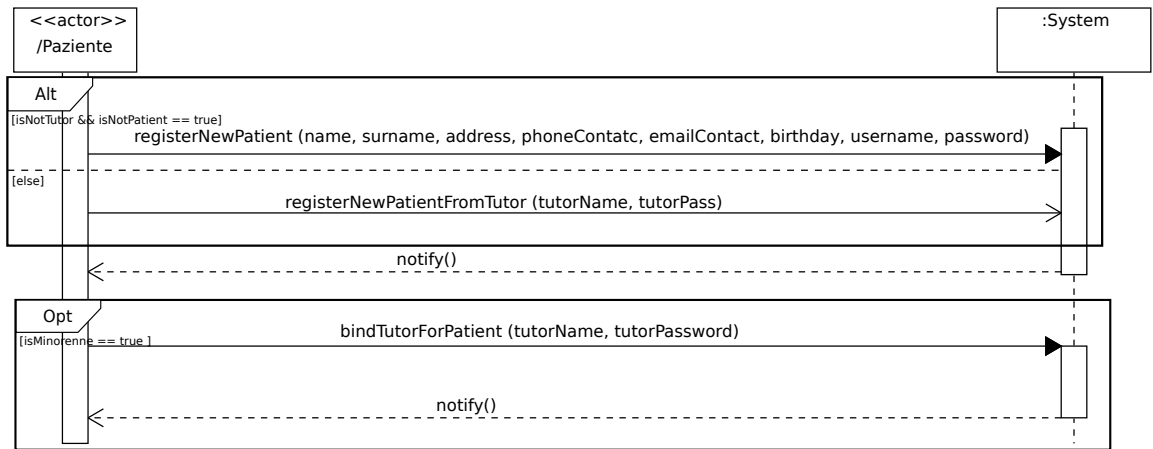 <<actor>>
/Paziente
:System
Alt
[isNotTutor && isNotPatient == true]
registerNewPatient (name, surname, address, phoneContatc, emailContact, birthday, username, password)
[else]
registerNewPatientFromTutor (tutorName, tutorPass)
notify()
Opt
[isMinorenne == true ]
bindTutorForPatient (tutorName, tutorPassword)
notify()